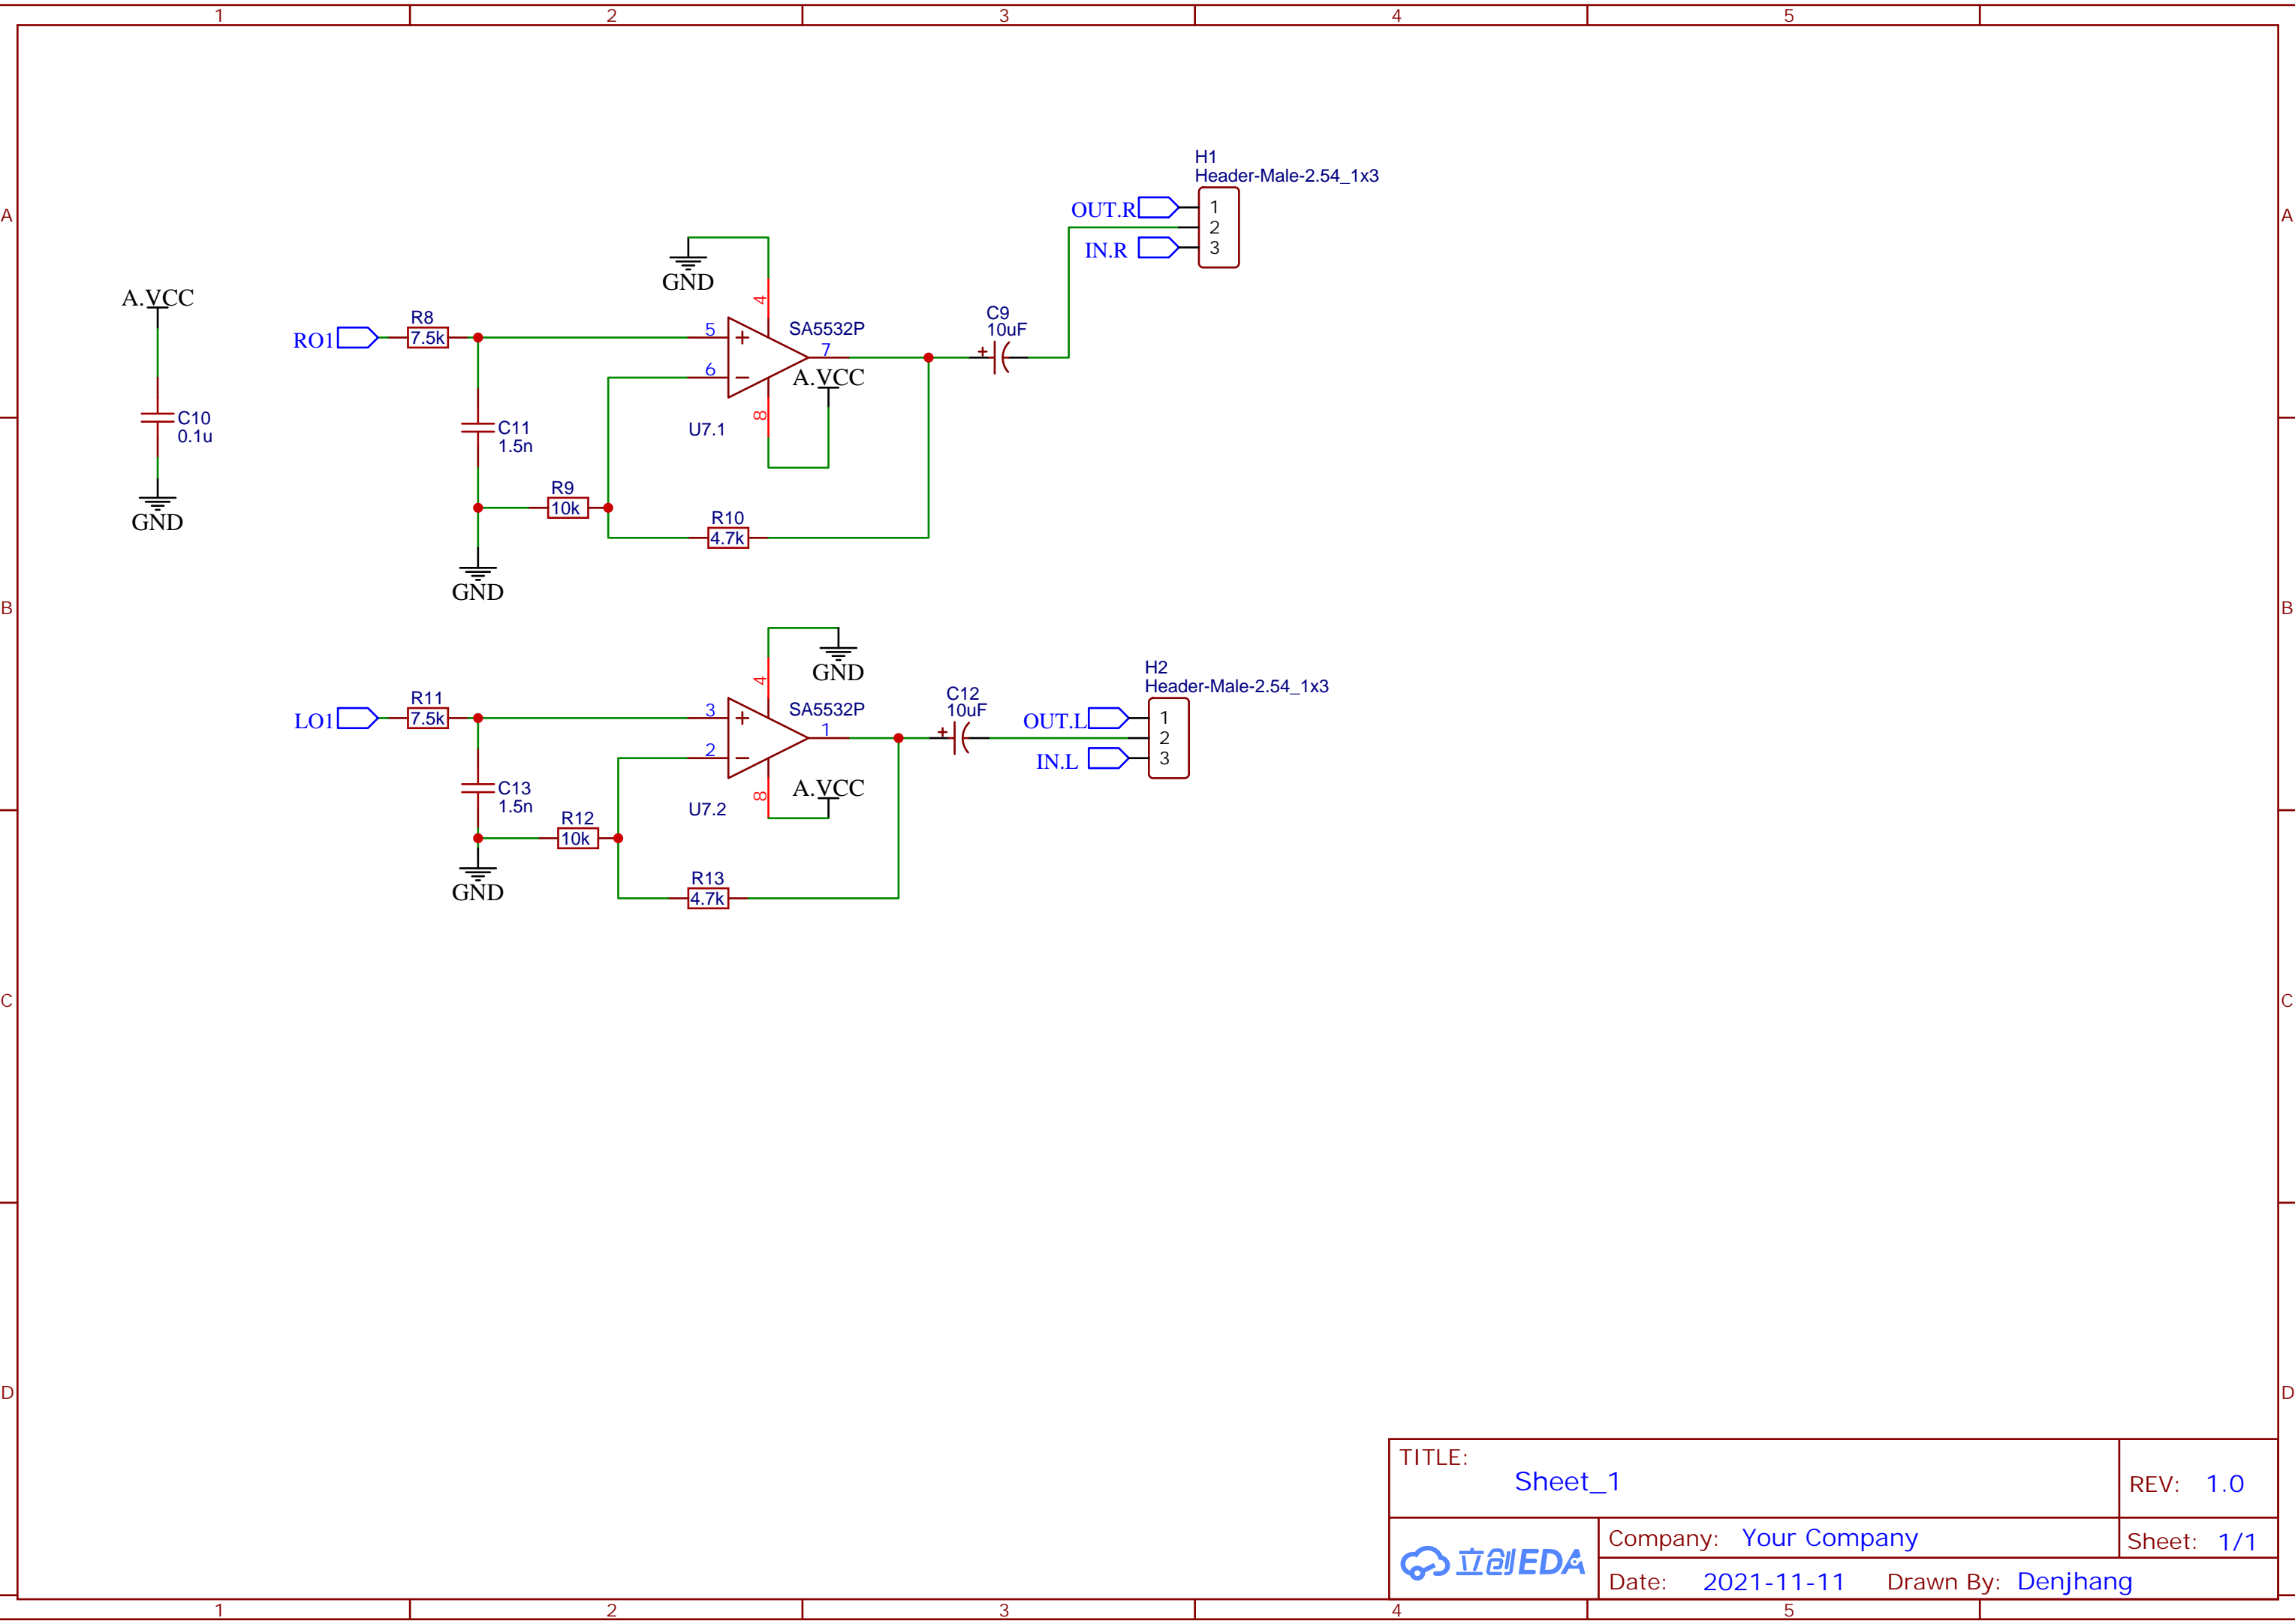 1 2 3 4 5
A
A
B
B
C
C
D
D
H1
Header-Male-2.54_1x3
OUT.R
IN.R
1
2
3
GND
4
A.VCC
C10
0.1u
GND
RO1
R8
7.5k
5
6
SA5532P
7
A.VCC
8
U7.1
C9
10uF
C11
1.5n
R9
10k
R10
4.7k
GND
GND
4
H2
Header-Male-2.54_1x3
LO1
R11
7.5k
3
2
SA5532P
1
C12
10uF
OUT.L
IN.L
1
2
3
8
A.VCC
U7.2
C13
1.5n
R12
10k
R13
4.7k
GND
TITLE:
Sheet_1
REV: 1.0
立创EDA
Company: Your Company
Sheet: 1/1
Date: 2021-11-11 Drawn By: Denjhang
1 2 3 4 5